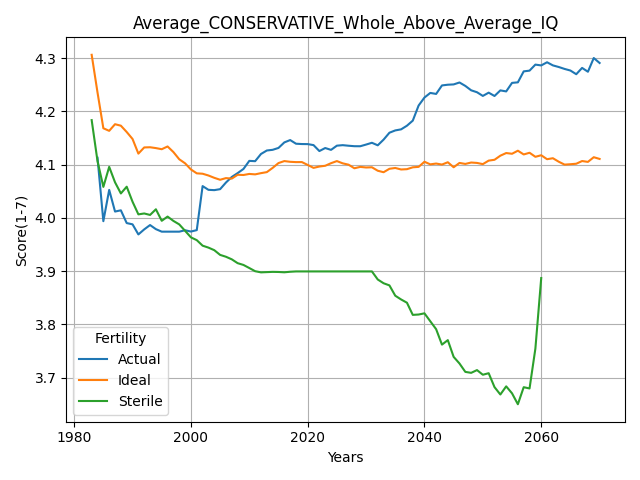 Average_CONSERVATIVE_Whole_Above_Average_IQ
Score(1-7)
4.3
4.2
4.1
4.0
3.9
3.8
3.7
Fertility
Actual
Ideal
Sterile
1980 2000 2020 2040 2060
Years